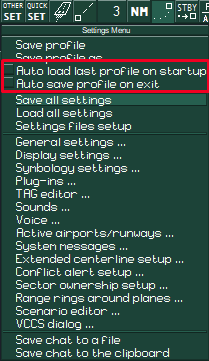 OTHER SET
QUICK SET
3
NM
STBY
Settings Menu
Save profile
Save profile as
Auto load last profile on startup
Auto save profile on exit
Save all settings
Load all settings
Settings files setup
General settings ...
Display settings ...
Symbology settings ...
Plug-ins ...
TAG editor ...
Sounds ...
Voice ...
Active airports/runways ...
System messages ...
Extended centerline setup ...
Conflict alert setup ...
Sector ownership setup ...
Range rings around planes ...
Scenario editor ...
VCCS dialog ...
Save chat to a file
Save chat to the clipboard